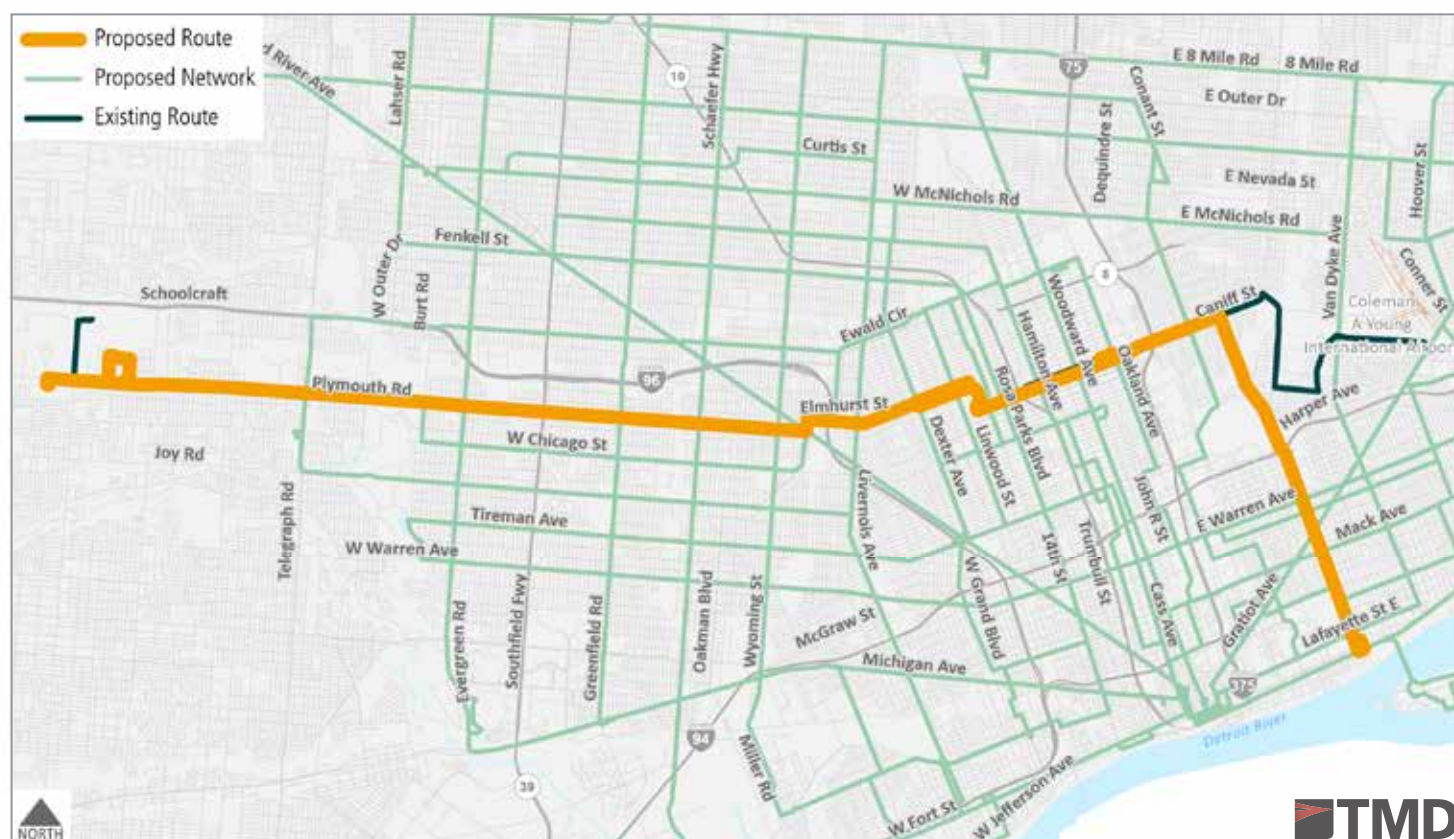 Proposed Route
Proposed Network
Existing Route
d River Ave
Lahser Rd
10
Schaefer Hwy
75
Conant St
E 8 Mile Rd
8 Mile Rd
E Outer Dr
Dequindre St
Curtis St
Hoover St
E Nevada St
W McNichols Rd
E McNichols Rd
Van Dyke Ave
W Outer Dr
Fenkell St
Burt Rd
Conner St
Schoolcraft
8
Woodward Ave
Caniff St
Coleman
A Young
International Airpor
Ewald Cir
Hamilton Ave
Rosa Parks Blvd
Oakland Ave
96
Plymouth Rd
Elmhurst St
Harper Ave
Dexter Ave
Linwood St
W Chicago St
Joy Rd
Telegraph Rd
Livernois Ave
John R St
Tireman Ave
E Warren Ave
Mack Ave
W Warren Ave
14th St
Trumbull St
W Grand Blvd
Evergreen Rd
Southfield Fwy
Greenfield Rd
Oakman Blvd
Wyoming St
McGraw St
Cass Ave
Gratiot Ave
Lafayette St E
Michigan Ave
375
94
Miller Rd
Detroit River
39
W Fort St
W Jefferson Ave
NORTH
TMD